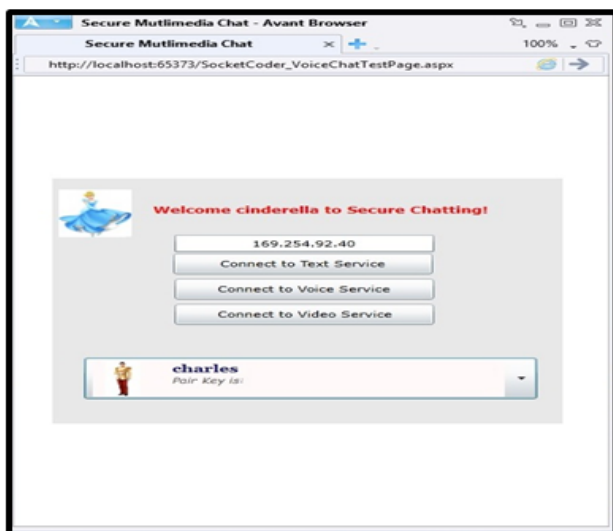 Secure Mutlimedia Chat - Avant Browser
Secure Mutlimedia Chat
100%
http://localhost:65373/SocketCoder_VoiceChatTestPage.aspx
Welcome cinderella to Secure Chatting!
169.254.92.40
Connect to Text Service
Connect to Voice Service
Connect to Video Service
charles
Pair Key is: